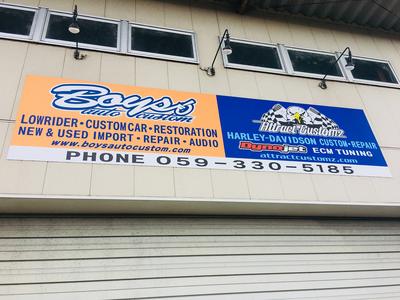 Boys
auto custom
LOWRIDER・CUSTOMCAR・RESTORATION
NEW & USED IMPORT・REPAIR・AUDIO
www.boysautocustom.com
Attract Customz
HARLEY-DAVIDSON CUSTOM・REPAIR
Dynojet ECM TUNING
attractcustomz.com
PHONE 059-330-5185